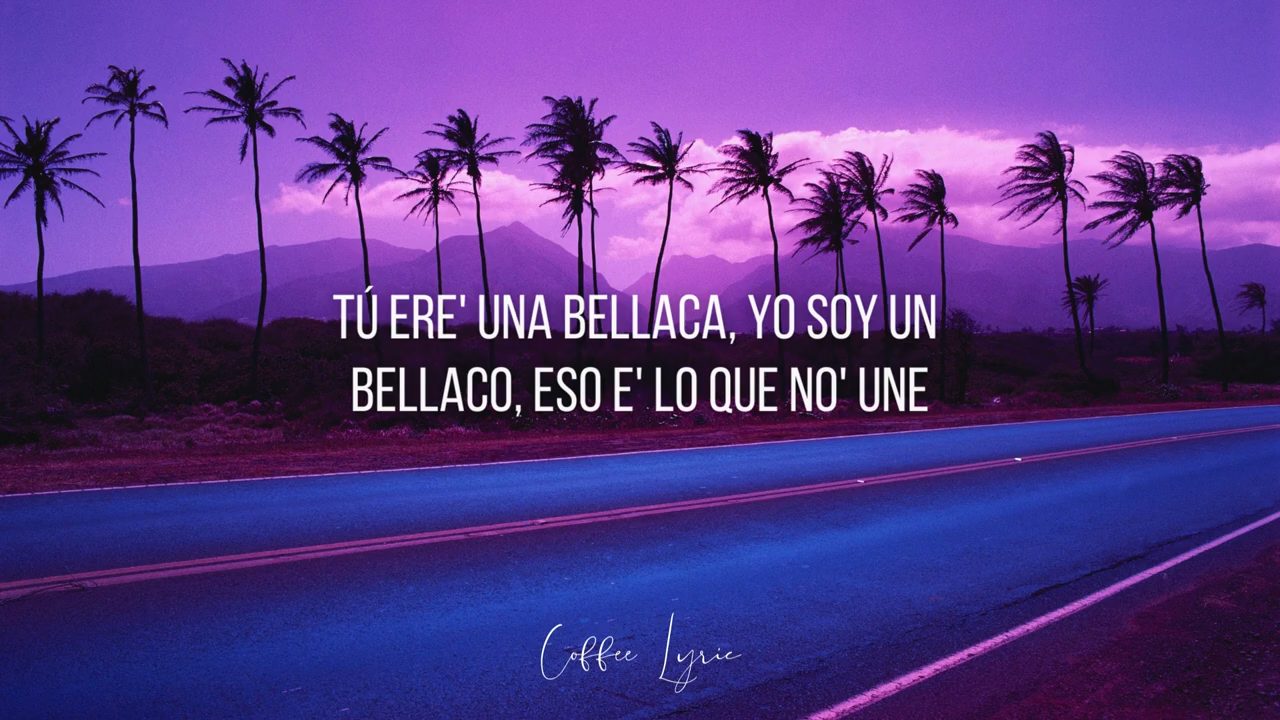 TÚ ERE' UNA BELLACA, YO SOY UN
BELLACO, ESO E' LO QUE NO' UNE
Coffee Lyric